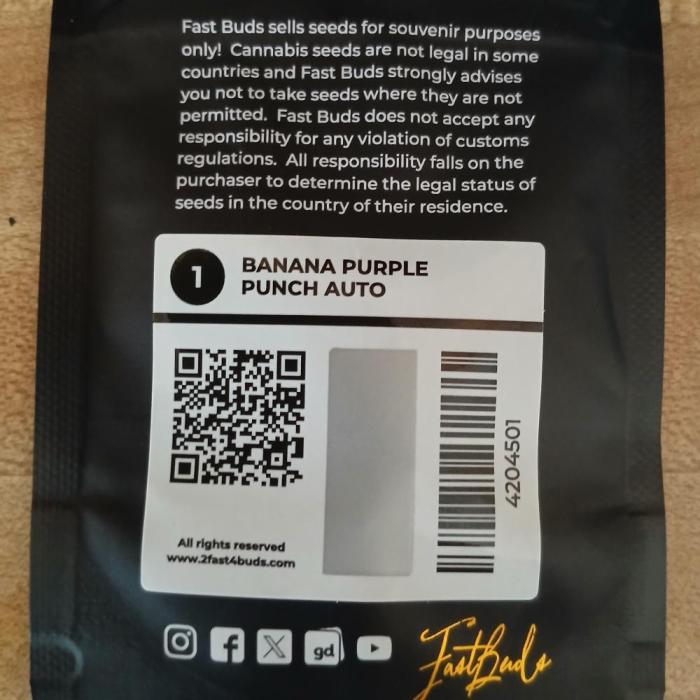 Fast Buds sells seeds for souvenir purposes
only! Cannabis seeds are not legal in some
countries and Fast Buds strongly advises
you not to take seeds where they are not
permitted. Fast Buds does not accept any
responsibility for any violation of customs
regulations. All responsibility falls on the
purchaser to determine the legal status of
seeds in the country of their residence.
1
BANANA PURPLE
PUNCH AUTO
4204501
All rights reserved
www.2fast4buds.com
gd
FastBuds